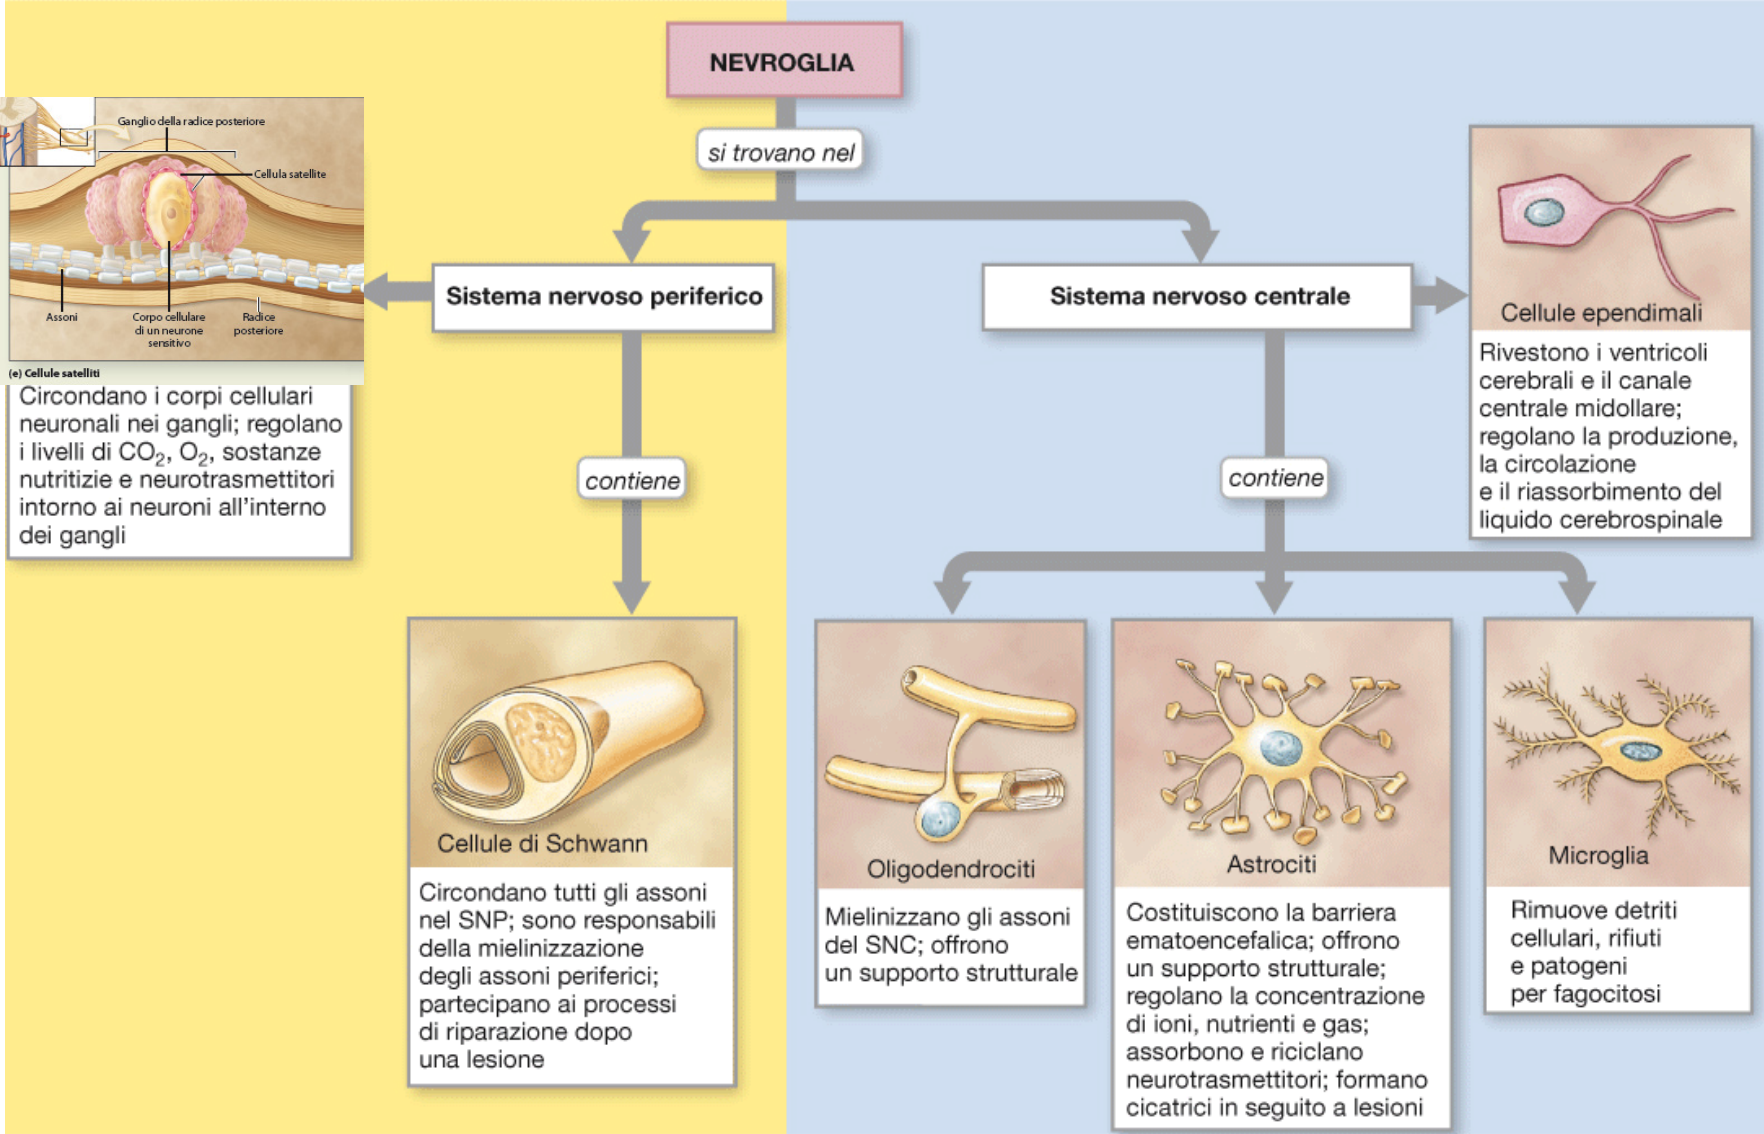 NEVROGLIA
si trovano nel
Ganglio della radice posteriore
Cellula satellite
Assoni
Corpo cellulare
di un neurone
sensitivo
Radice
posteriore
(e) Cellule satelliti
Circondano i corpi cellulari
neuronali nei gangli; regolano
i livelli di CO₂, O₂, sostanze
nutritizie e neurotrasmettitori
intorno ai neuroni all'interno
dei gangli
Sistema nervoso periferico
contiene
Cellule di Schwann
Circondano tutti gli assoni
nel SNP; sono responsabili
della mielinizzazione
degli assoni periferici;
partecipano ai processi
di riparazione dopo
una lesione
Sistema nervoso centrale
Cellule ependimali
Rivestono i ventricoli
cerebrali e il canale
centrale midollare;
regolano la produzione,
la circolazione
e il riassorbimento del
liquido cerebrospinale
contiene
Oligodendrociti
Mielinizzano gli assoni
del SNC; offrono
un supporto strutturale
Astrociti
Costituiscono la barriera
ematoencefalica; offrono
un supporto strutturale;
regolano la concentrazione
di ioni, nutrienti e gas;
assorbono e riciclano
neurotrasmettitori; formano
cicatrici in seguito a lesioni
Microglia
Rimuove detriti
cellulari, rifiuti
e patogeni
per fagocitosi